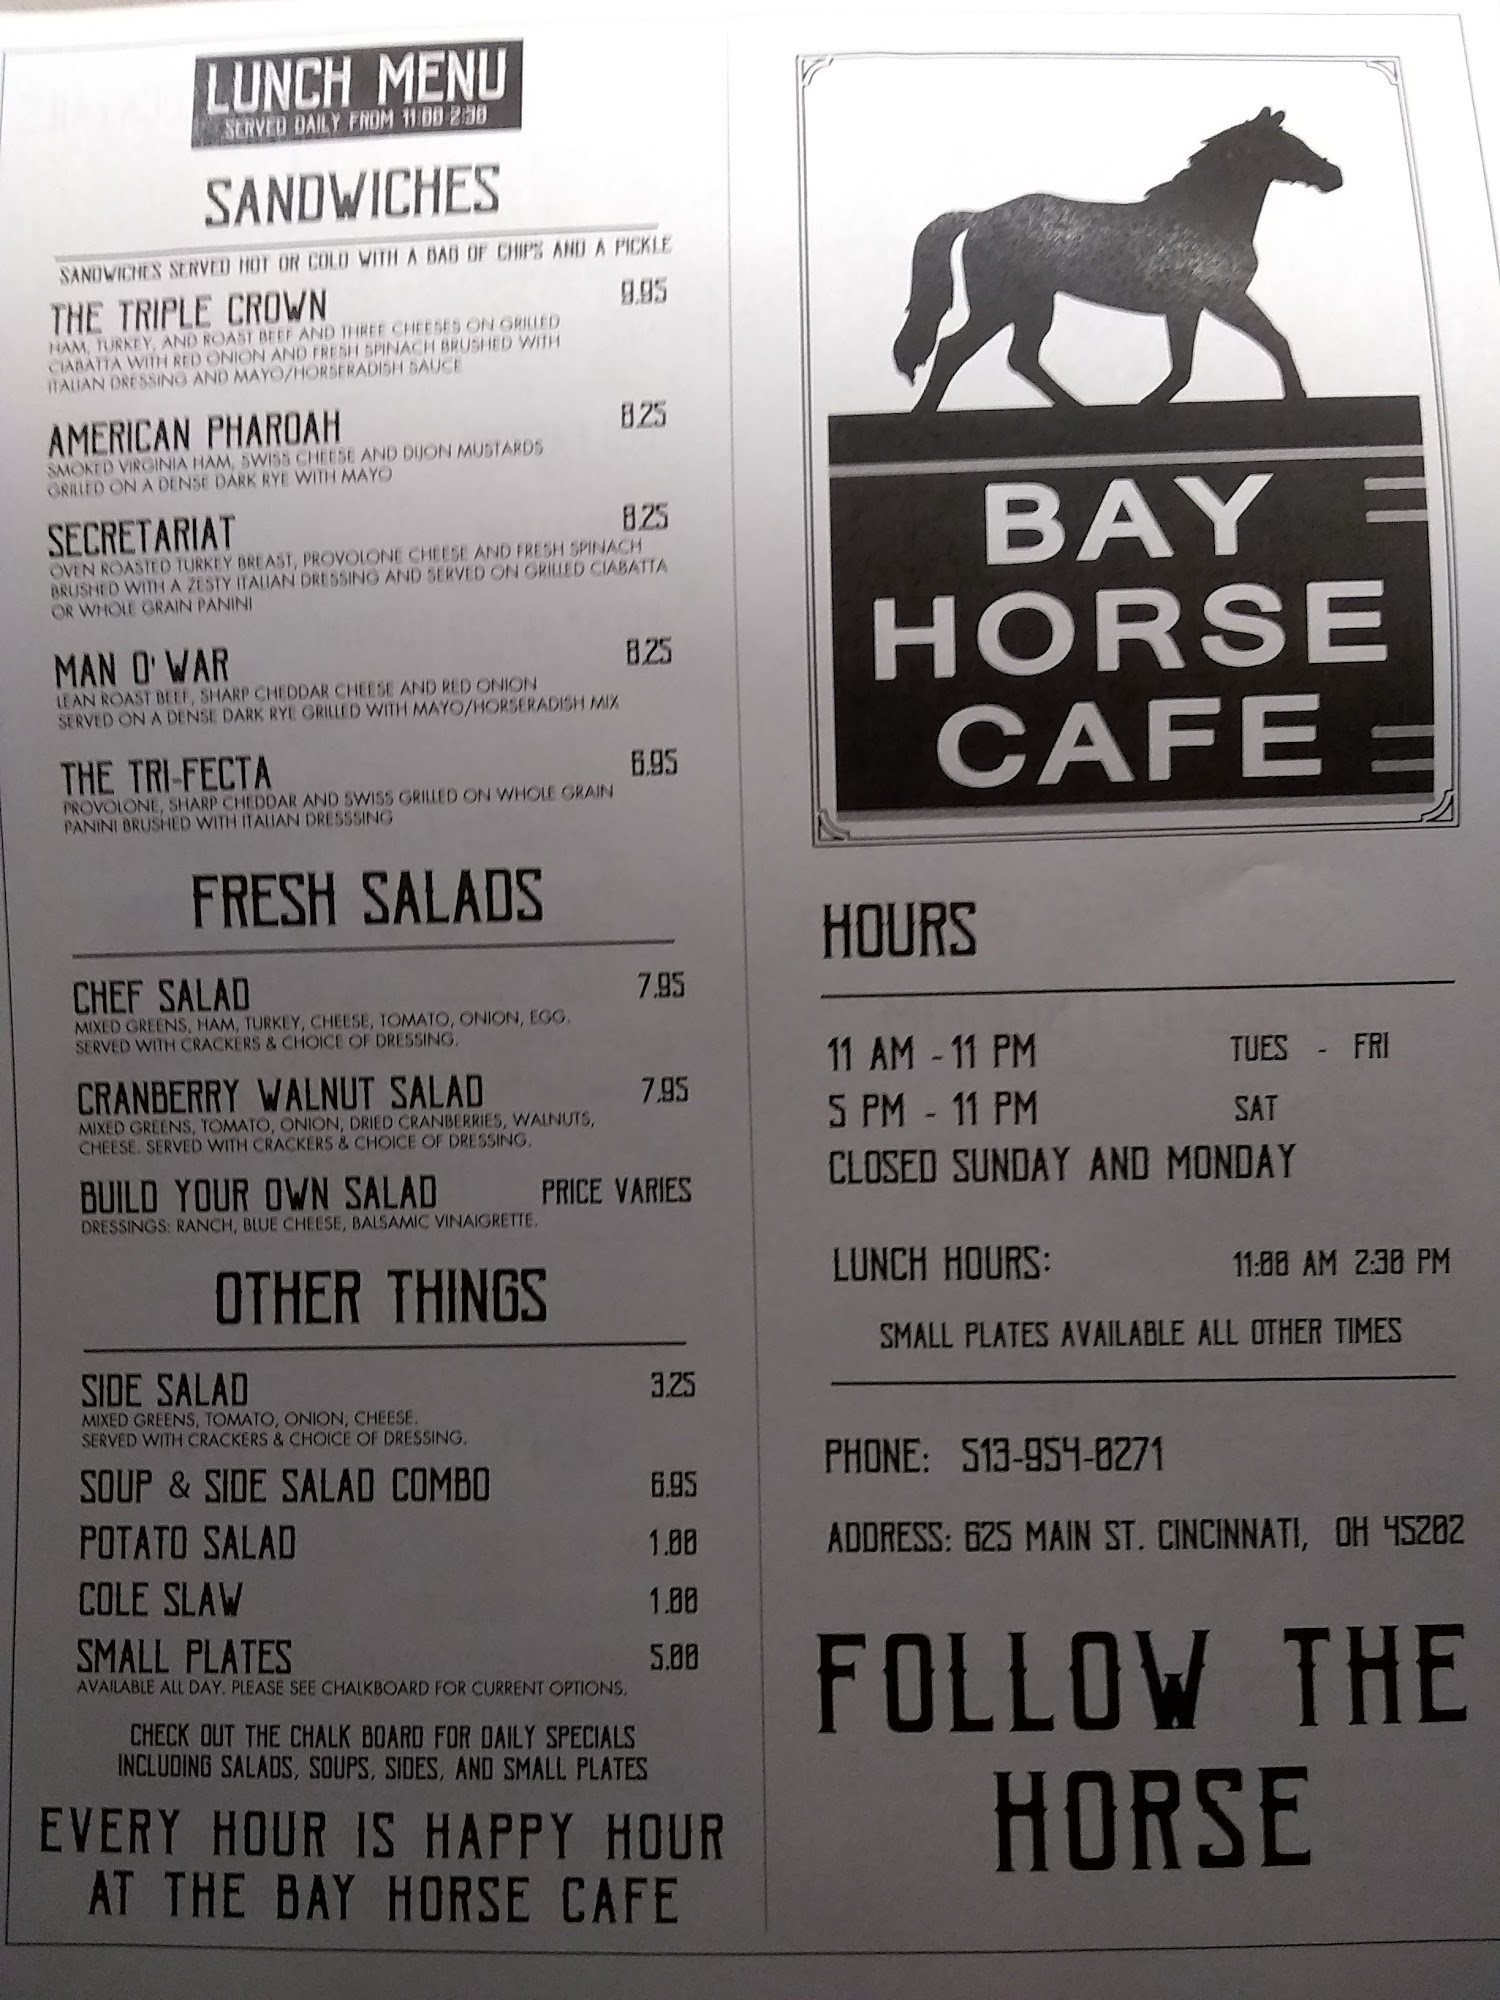 LUNCH MENU
SERVED DAILY FROM 11:00 2:30
SANDWICHES
SANDWICHES SERVED HOT OR COLD WITH A BAG OF CHIPS AND A PICKLE
THE TRIPLE CROWN 9.95
HAM, TURKEY, AND ROAST BEEF AND THREE CHEESES ON GRILLED
CIABATTA WITH RED ONION AND FRESH SPINACH BRUSHED WITH
ITALIAN DRESSING AND MAYO/HORSERADISH SAUCE
AMERICAN PHAROAH 8.25
SMOKED VIRGINIA HAM, SWISS CHEESE AND DIJON MUSTARDS
GRILLED ON A DENSE DARK RYE WITH MAYO
SECRETARIAT 8.25
OVEN ROASTED TURKEY BREAST, PROVOLONE CHEESE AND FRESH SPINACH
BRUSHED WITH A ZESTY ITALIAN DRESSING AND SERVED ON GRILLED CIABATTA
OR WHOLE GRAIN PANINI
MAN O' WAR 8.25
LEAN ROAST BEEF, SHARP CHEDDAR CHEESE AND RED ONION
SERVED ON A DENSE DARK RYE GRILLED WITH MAYO/HORSERADISH MIX
THE TRI-FECTA 6.95
PROVOLONE, SHARP CHEDDAR AND SWISS GRILLED ON WHOLE GRAIN
PANINI BRUSHED WITH ITALIAN DRESSSING
FRESH SALADS
CHEF SALAD 7.95
MIXED GREENS, HAM, TURKEY, CHEESE, TOMATO, ONION, EGG.
SERVED WITH CRACKERS & CHOICE OF DRESSING.
CRANBERRY WALNUT SALAD 7.95
MIXED GREENS, TOMATO, ONION, DRIED CRANBERRIES, WALNUTS,
CHEESE. SERVED WITH CRACKERS & CHOICE OF DRESSING.
BUILD YOUR OWN SALAD PRICE VARIES
DRESSINGS: RANCH, BLUE CHEESE, BALSAMIC VINAIGRETTE.
OTHER THINGS
SIDE SALAD 3.25
MIXED GREENS, TOMATO, ONION, CHEESE.
SERVED WITH CRACKERS & CHOICE OF DRESSING.
SOUP & SIDE SALAD COMBO 6.95
POTATO SALAD 1.00
COLE SLAW 1.00
SMALL PLATES 5.00
AVAILABLE ALL DAY. PLEASE SEE CHALKBOARD FOR CURRENT OPTIONS.
CHECK OUT THE CHALK BOARD FOR DAILY SPECIALS
INCLUDING SALADS, SOUPS, SIDES, AND SMALL PLATES
EVERY HOUR IS HAPPY HOUR
AT THE BAY HORSE CAFE
BAY
HORSE
CAFE
HOURS
11 AM - 11 PM TUES - FRI
5 PM - 11 PM SAT
CLOSED SUNDAY AND MONDAY
LUNCH HOURS: 11:00 AM 2:30 PM
SMALL PLATES AVAILABLE ALL OTHER TIMES
PHONE: 513-954-0271
ADDRESS: 625 MAIN ST. CINCINNATI, OH 45202
FOLLOW THE
HORSE